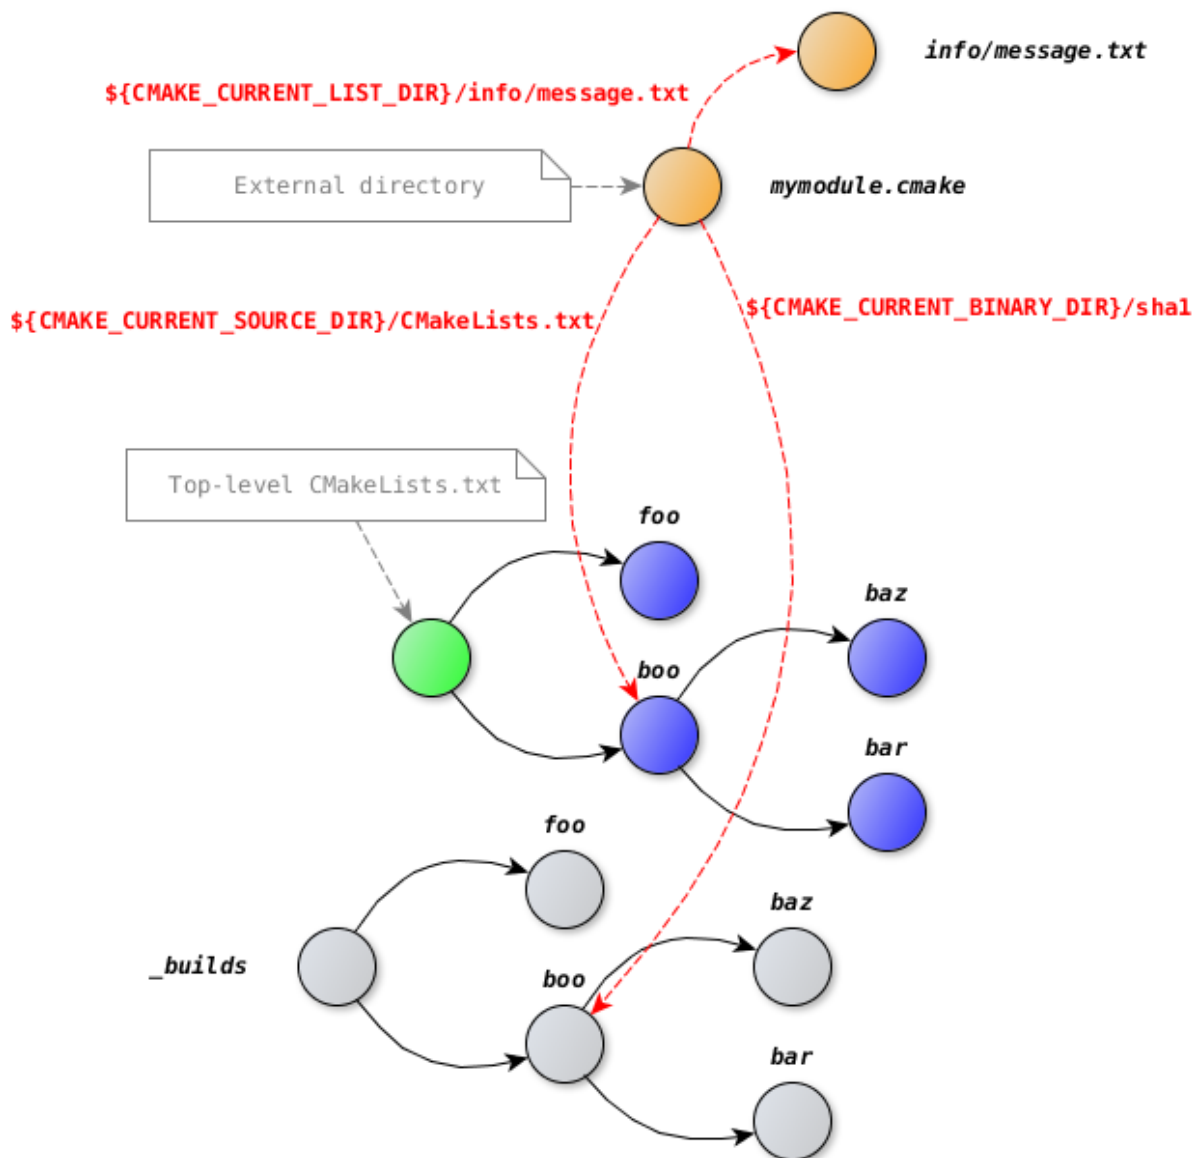 info/message.txt
${CMAKE_CURRENT_LIST_DIR}/info/message.txt
External directory
mymodule.cmake
${CMAKE_CURRENT_SOURCE_DIR}/CMakeLists.txt
${CMAKE_CURRENT_BINARY_DIR}/sha1
Top-level CMakeLists.txt
foo
baz
boo
bar
foo
baz
_builds
boo
bar